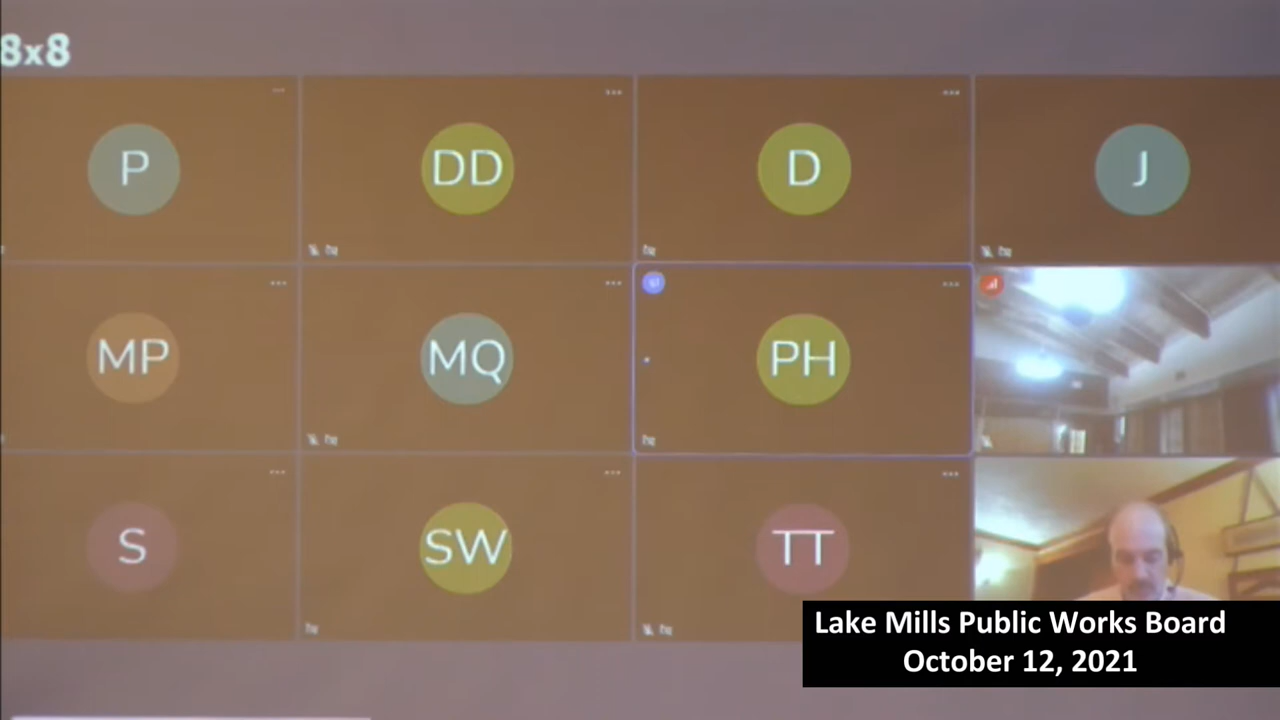 8x8
P
DD
D
J
MP
MQ
PH
S
SW
TT
Lake Mills Public Works Board
October 12, 2021